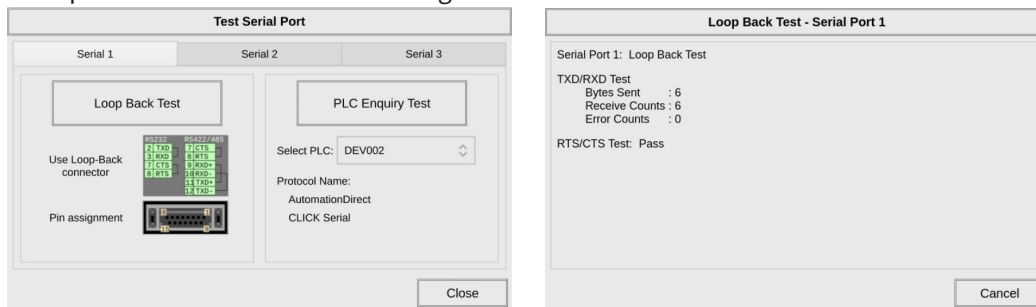 Test Serial Port
Serial 1
Serial 2
Serial 3
Loop Back Test
Use Loop-Back
connector
RS232
RS422/485
2 TXD
3 RXD
7 CTS
8 RTS
7 CTS
8 RTS
9 RXD+
10 RXD-
11 TXD+
12 TXD-
Pin assignment
8
1
15
9
PLC Enquiry Test
Select PLC: DEV002
Protocol Name:
AutomationDirect
CLICK Serial
Close
Loop Back Test - Serial Port 1
Serial Port 1: Loop Back Test
TXD/RXD Test
Bytes Sent : 6
Receive Counts : 6
Error Counts : 0
RTS/CTS Test: Pass
Cancel